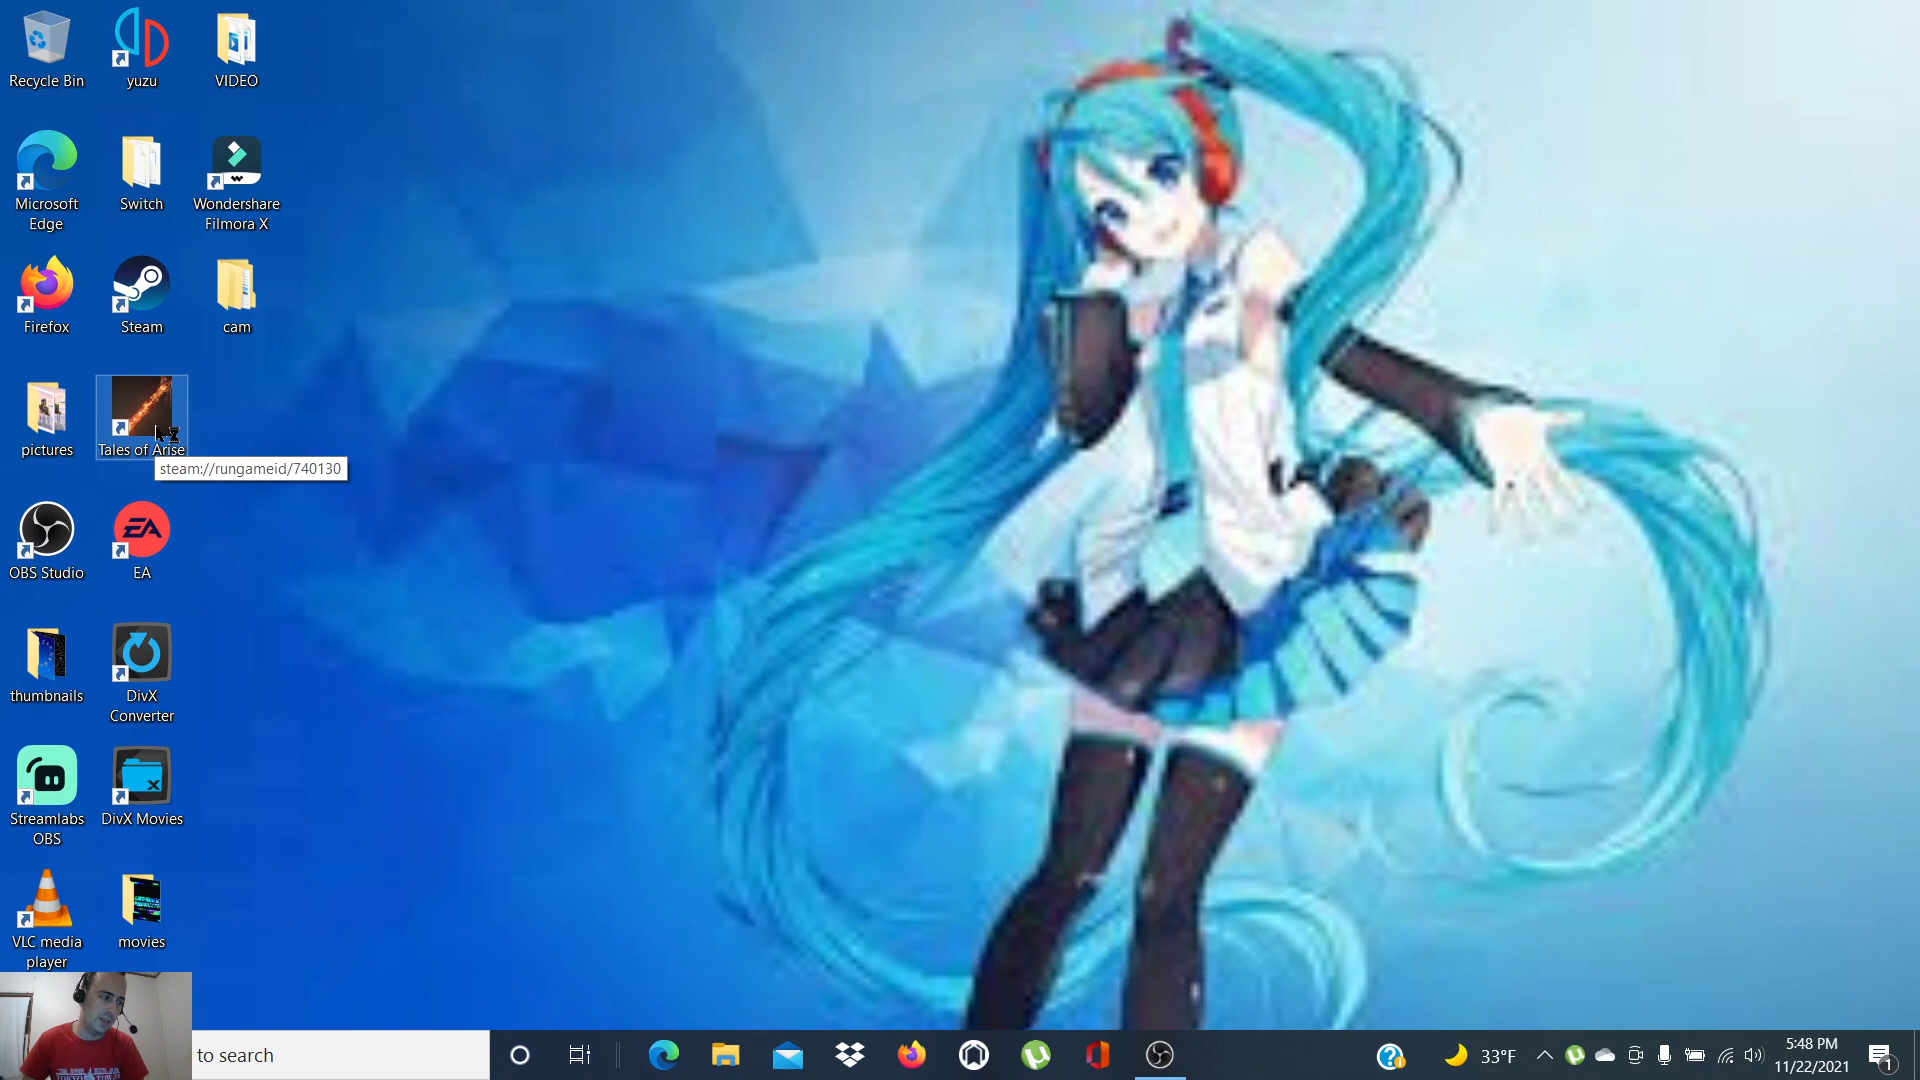 Recycle Bin
yuzu
VIDEO
Microsoft
Edge
Switch
Wondershare
Filmora X
Firefox
Steam
cam
pictures
Tales of Arise
steam://rungameid/740130
OBS Studio
EA
EA
thumbnails
DivX
Converter
Streamlabs
OBS
DivX Movies
VLC media
player
movies
to search
33°F
5:48 PM
11/22/2021
1